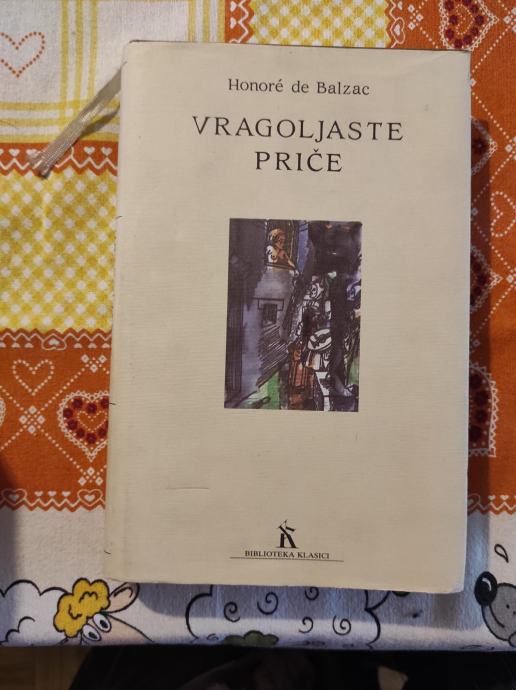 Honoré de Balzac
VRAGOLJASTE
PRIČE
BIBLIOTEKA KLASICI